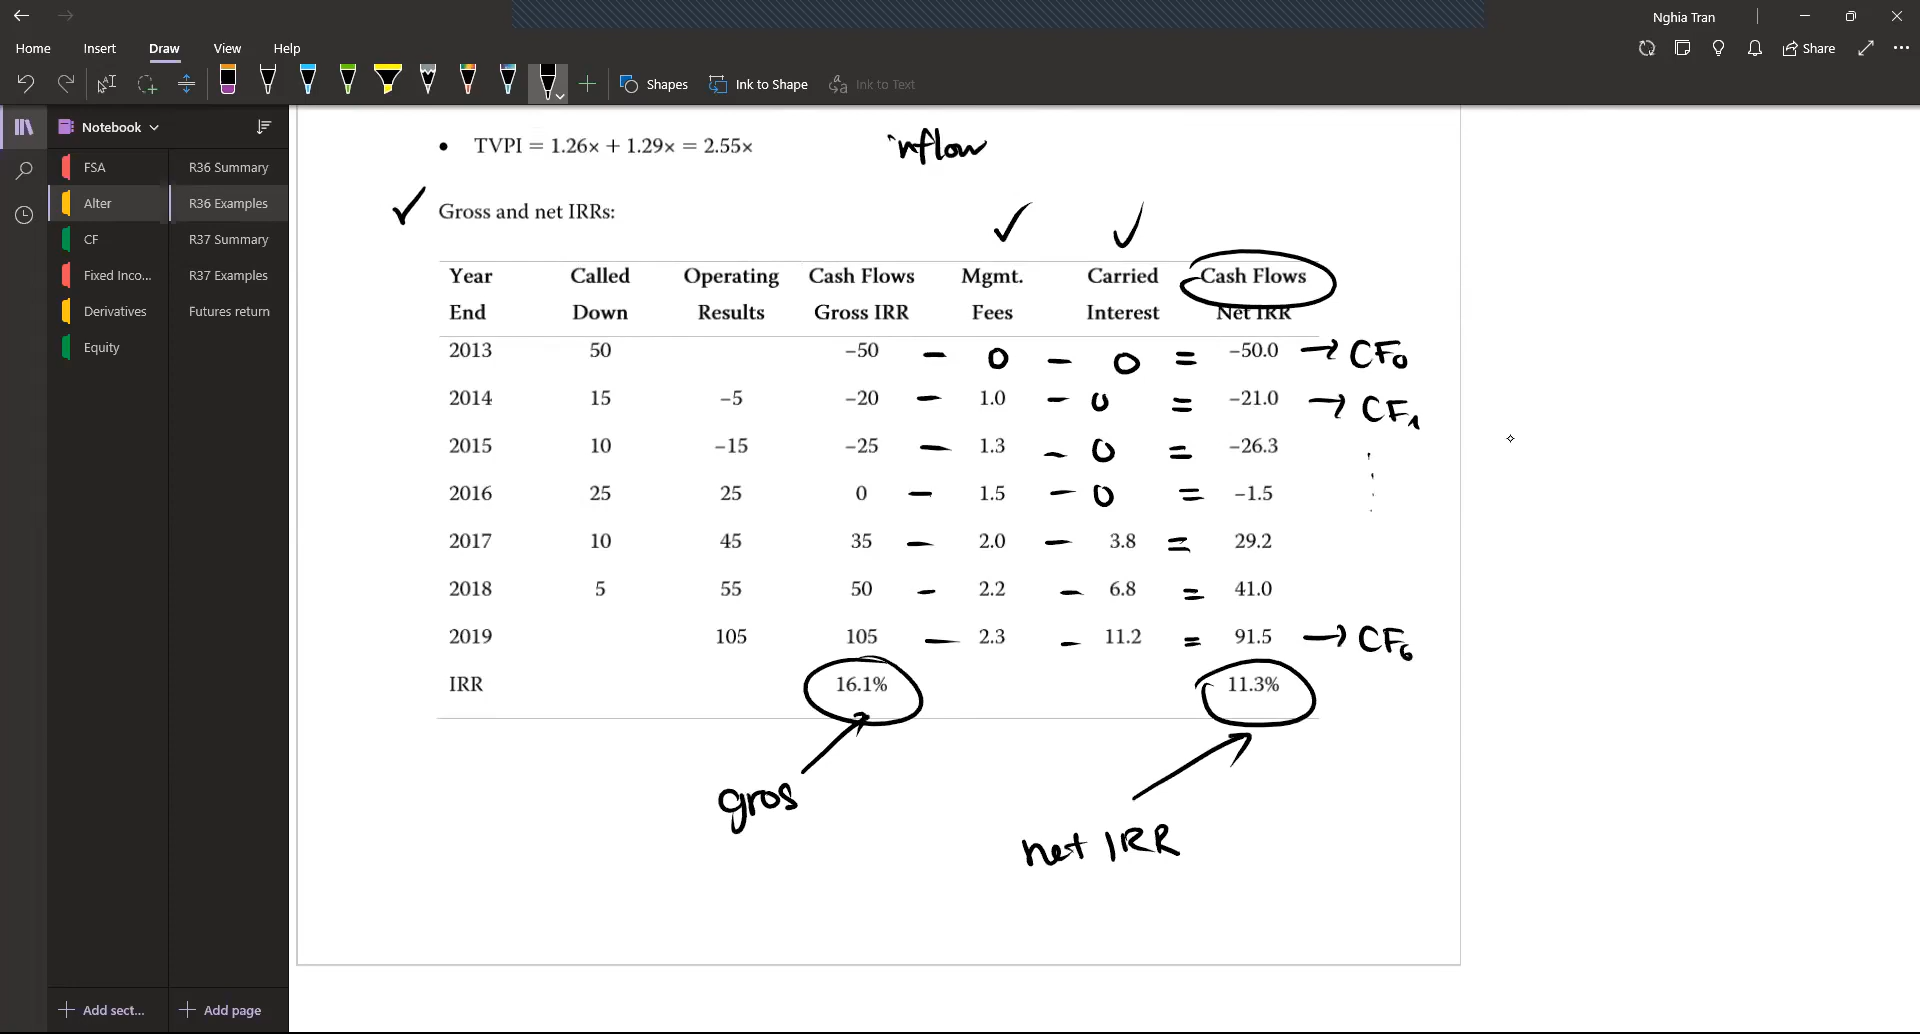 Nghia Tran
Home Insert Draw View Help
Share
Shapes Ink to Shape Ink to Text
Notebook
FSA
Alter
CF
Fixed Inco...
Derivatives
Equity
R36 Summary
R36 Examples
R37 Summary
R37 Examples
Futures return
Add sect...
Add page
• TVPI = 1.26x + 1.29x = 2.55x
inflow
✓ Gross and net IRRs:
✓ ✓
Year Called Operating Cash Flows Mgmt. Carried Cash Flows
End Down Results Gross IRR Fees Interest Net IRR
2013 50 –50 – 0 – 0 = –50.0 → CF0
2014 15 –5 –20 – 1.0 – 0 = –21.0 → CF1
2015 10 –15 –25 – 1.3 – 0 = –26.3
2016 25 25 0 – 1.5 – 0 = –1.5
2017 10 45 35 – 2.0 – 3.8 = 29.2
2018 5 55 50 – 2.2 – 6.8 = 41.0
2019 105 105 – 2.3 – 11.2 = 91.5 → CF6
IRR 16.1% 11.3%
gros
net IRR